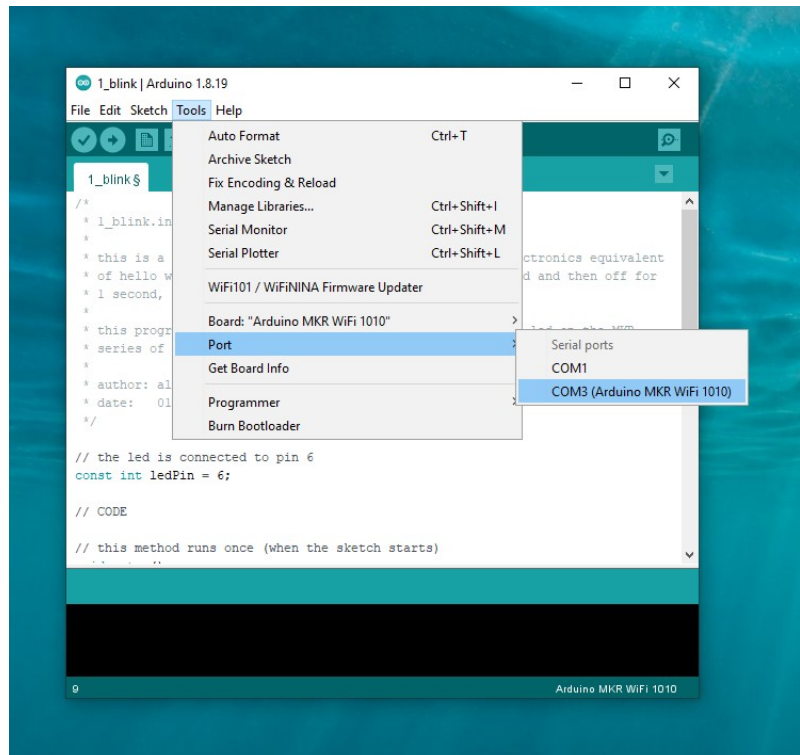 1_blink | Arduino 1.8.19
File Edit Sketch Tools Help
1_blink §
Auto Format Ctrl+T
Archive Sketch
Fix Encoding & Reload
Manage Libraries... Ctrl+Shift+I
Serial Monitor Ctrl+Shift+M
Serial Plotter Ctrl+Shift+L
WiFi101 / WiFiNINA Firmware Updater
Board: "Arduino MKR WiFi 1010"
Port
Get Board Info
Programmer
Burn Bootloader
Serial ports
COM1
COM3 (Arduino MKR WiFi 1010)
/*
* 1_blink.in
*
* this is a ctronics equivalent
* of hello w d and then off for
* 1 second,
*
* this progr
* series of
*
* author: al
* date: 01
*/
// the led is connected to pin 6
const int ledPin = 6;
// CODE
// this method runs once (when the sketch starts)
9 Arduino MKR WiFi 1010